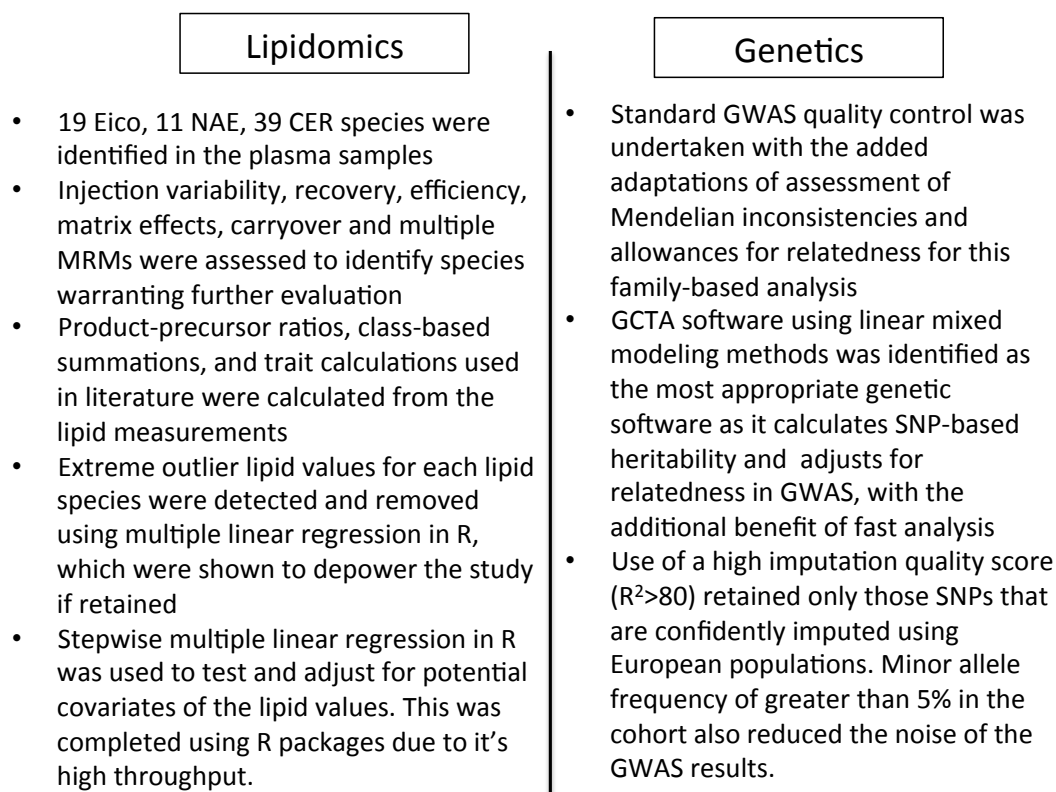 Lipidomics
• 19 Eico, 11 NAE, 39 CER species were
identified in the plasma samples
• Injection variability, recovery, efficiency,
matrix effects, carryover and multiple
MRMs were assessed to identify species
warranting further evaluation
• Product-precursor ratios, class-based
summations, and trait calculations used
in literature were calculated from the
lipid measurements
• Extreme outlier lipid values for each lipid
species were detected and removed
using multiple linear regression in R,
which were shown to depower the study
if retained
• Stepwise multiple linear regression in R
was used to test and adjust for potential
covariates of the lipid values. This was
completed using R packages due to it's
high throughput.
Genetics
• Standard GWAS quality control was
undertaken with the added
adaptations of assessment of
Mendelian inconsistencies and
allowances for relatedness for this
family-based analysis
• GCTA software using linear mixed
modeling methods was identified as
the most appropriate genetic
software as it calculates SNP-based
heritability and adjusts for
relatedness in GWAS, with the
additional benefit of fast analysis
• Use of a high imputation quality score
(R²>80) retained only those SNPs that
are confidently imputed using
European populations. Minor allele
frequency of greater than 5% in the
cohort also reduced the noise of the
GWAS results.